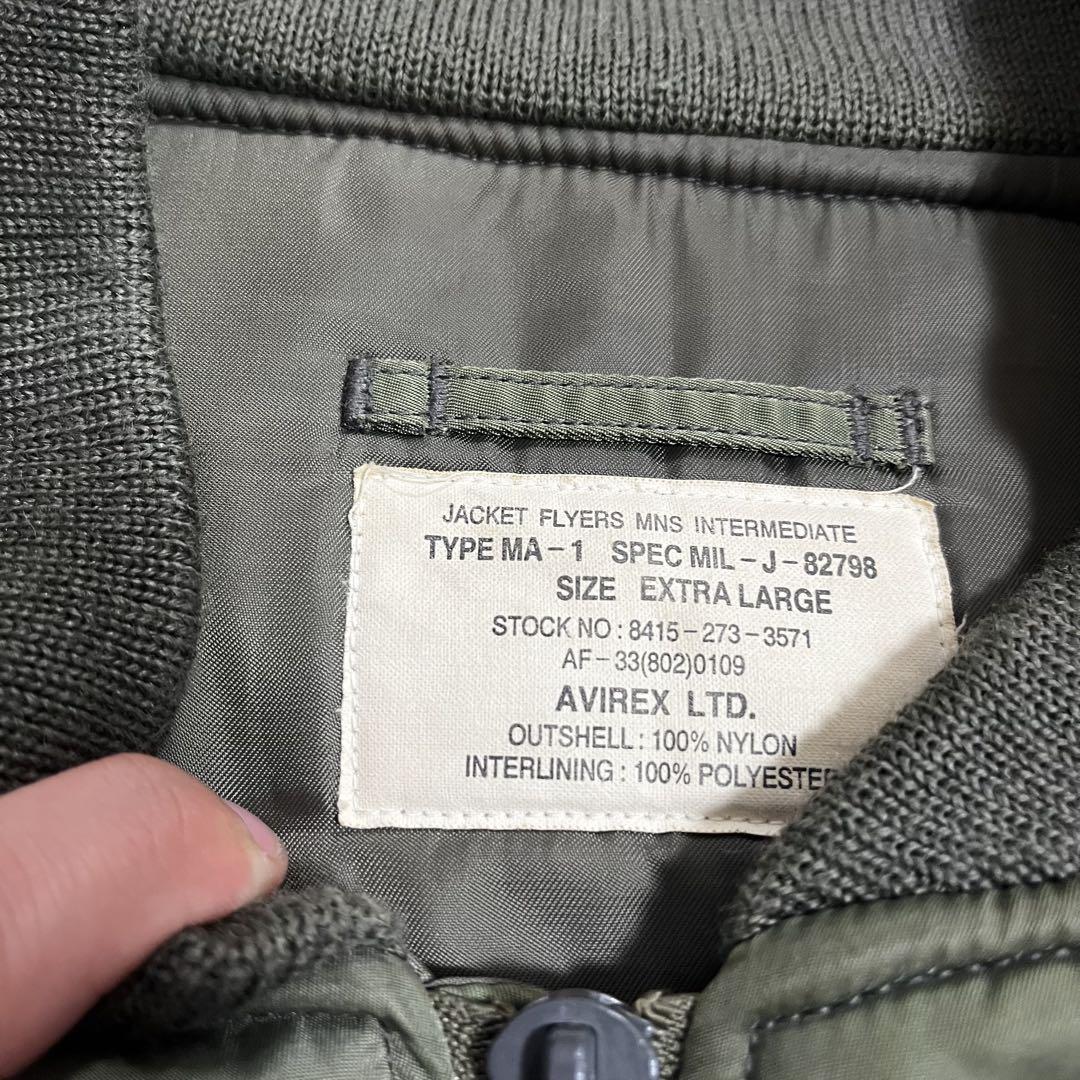 JACKET FLYERS MNS INTERMEDIATE
TYPE MA-1 SPEC MIL-J-82798
SIZE EXTRA LARGE
STOCK NO : 8415-273-3571
AF-33(802)0109
AVIREX LTD.
OUTSHELL : 100% NYLON
INTERLINING : 100% POLYESTER